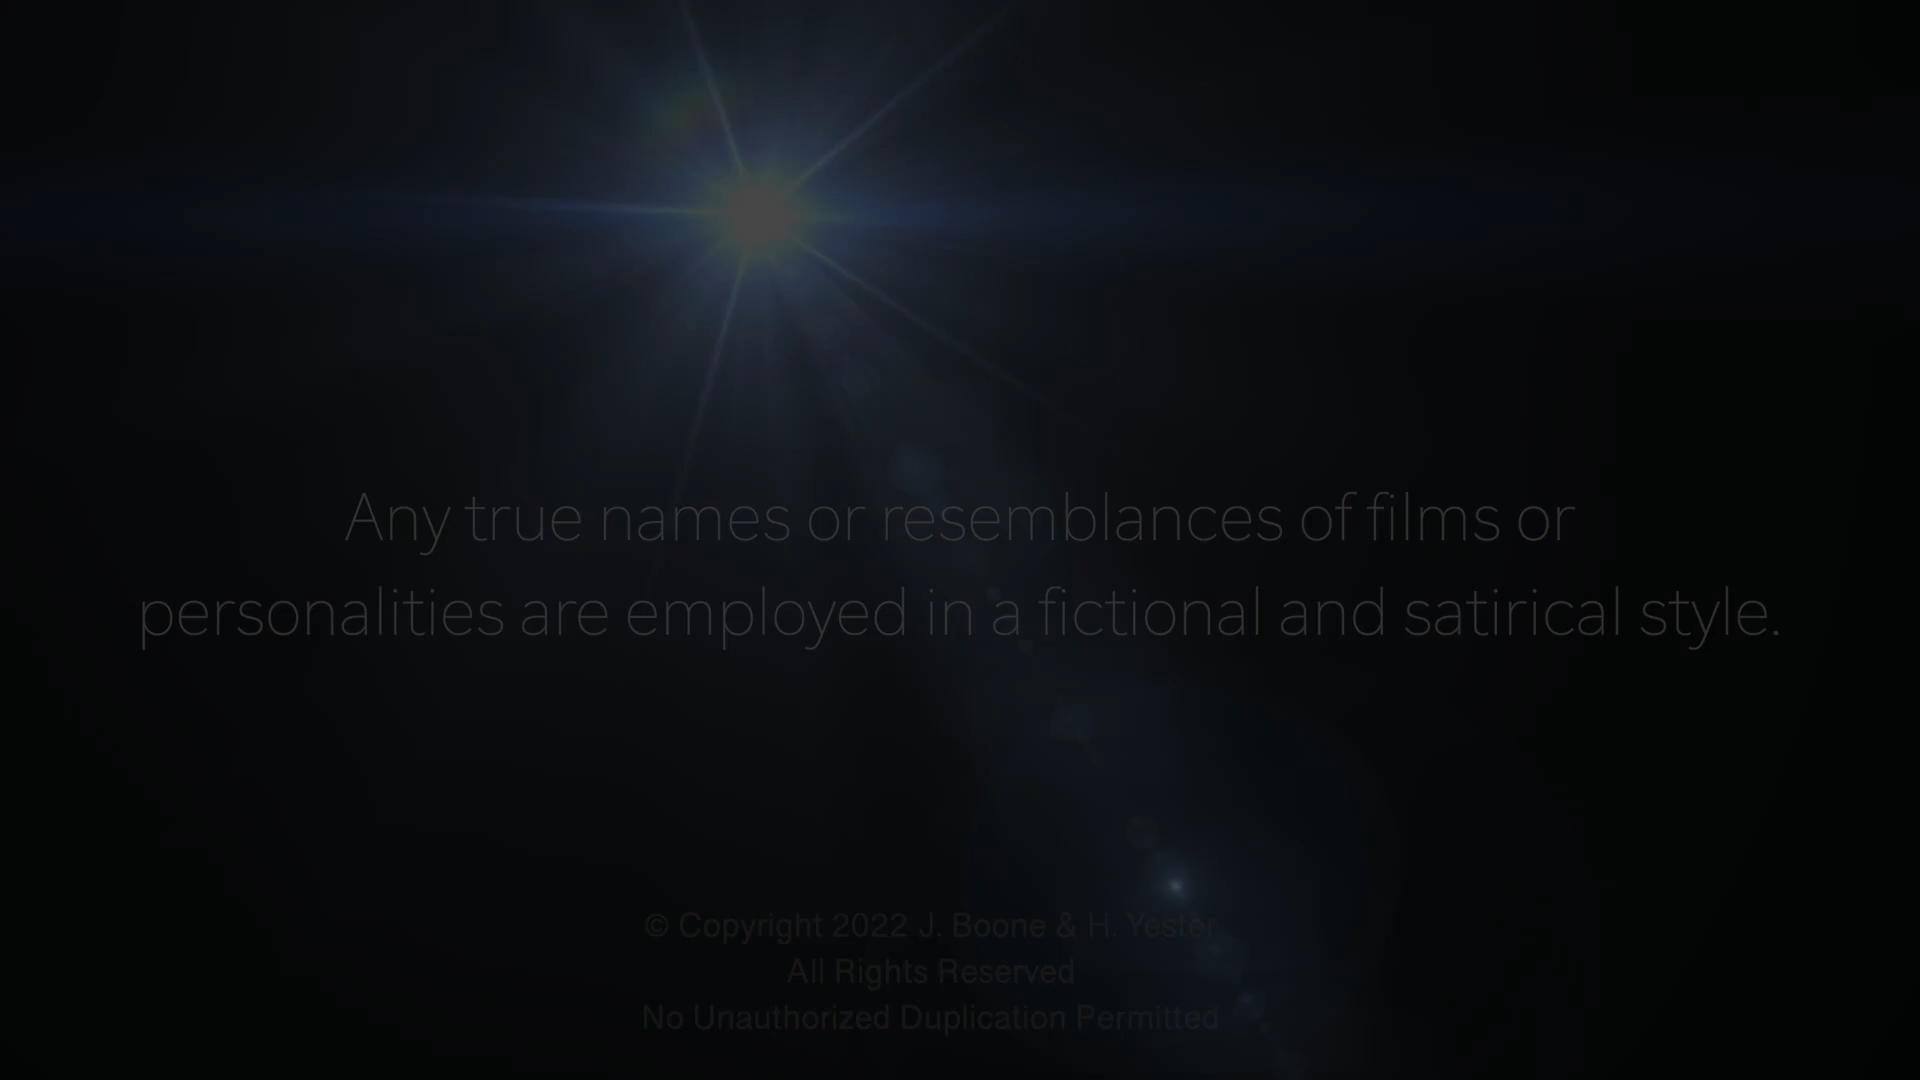 Any true names or resemblances of films or
personalities are employed in a fictional and satirical style.
© Copyright 2022 J. Boone & H. Yester
All Rights Reserved
No Unauthorized Duplication Permitted